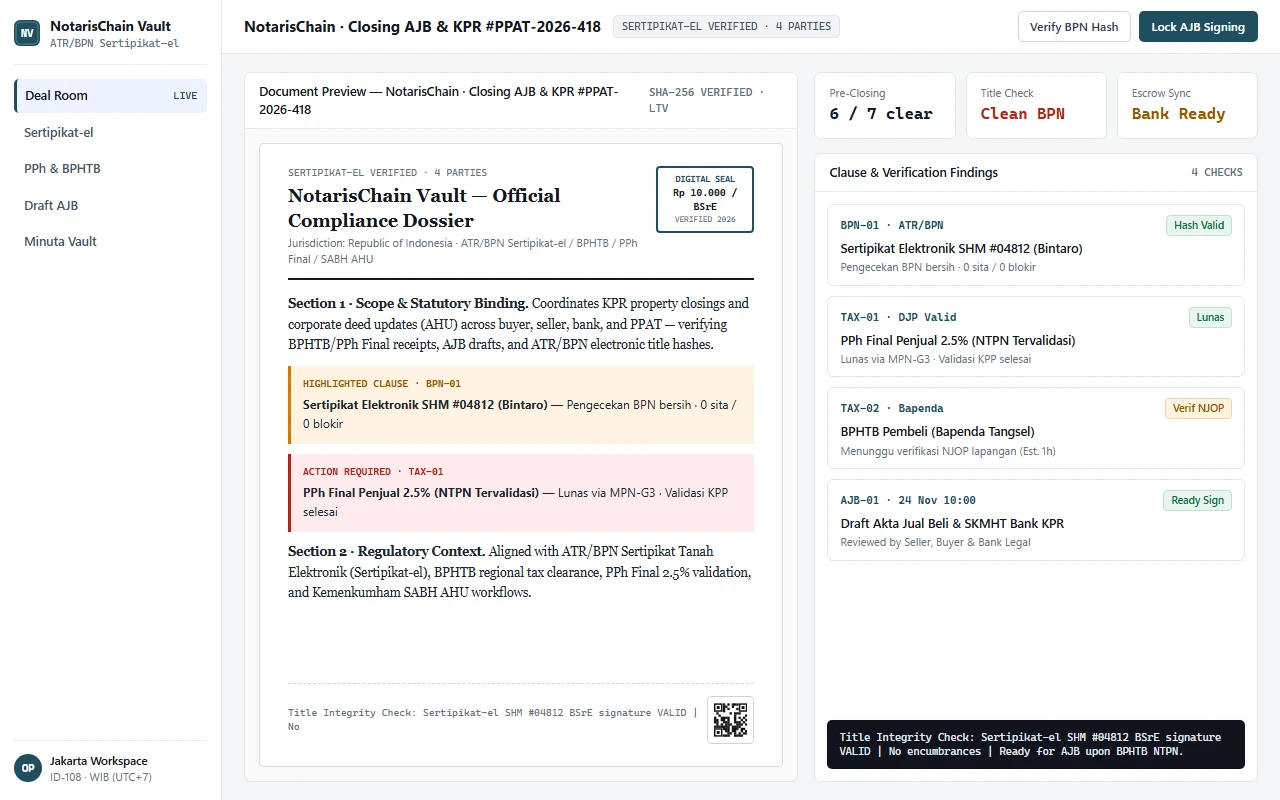 NV
NotarisChain Vault
ATR/BPN Sertipikat-el
Deal Room
LIVE
Sertipikat-el
PPh & BPHTB
Draft AJB
Minuta Vault
OP
Jakarta Workspace
ID-108 · WIB (UTC+7)
NotarisChain · Closing AJB & KPR #PPAT-2026-418
SERTIPIKAT-EL VERIFIED · 4 PARTIES
Verify BPN Hash
Lock AJB Signing
Document Preview — NotarisChain · Closing AJB & KPR #PPAT-
2026-418
SHA-256 VERIFIED ·
LTV
SERTIPIKAT-EL VERIFIED · 4 PARTIES
NotarisChain Vault — Official
Compliance Dossier
Jurisdiction: Republic of Indonesia · ATR/BPN Sertipikat-el / BPHTB / PPh
Final / SABH AHU
DIGITAL SEAL
Rp 10.000 /
BSrE
VERIFIED 2026
Section 1 · Scope & Statutory Binding. Coordinates KPR property closings and
corporate deed updates (AHU) across buyer, seller, bank, and PPAT — verifying
BPHTB/PPh Final receipts, AJB drafts, and ATR/BPN electronic title hashes.
HIGHLIGHTED CLAUSE · BPN-01
Sertipikat Elektronik SHM #04812 (Bintaro) — Pengecekan BPN bersih · 0 sita /
0 blokir
ACTION REQUIRED · TAX-01
PPh Final Penjual 2.5% (NTPN Tervalidasi) — Lunas via MPN-G3 · Validasi KPP
selesai
Section 2 · Regulatory Context. Aligned with ATR/BPN Sertipikat Tanah
Elektronik (Sertipikat-el), BPHTB regional tax clearance, PPh Final 2.5% validation,
and Kemenkumham SABH AHU workflows.
Title Integrity Check: Sertipikat-el SHM #04812 BSrE signature VALID |
No
Pre-Closing
6 / 7 clear
Title Check
Clean BPN
Escrow Sync
Bank Ready
Clause & Verification Findings
4 CHECKS
BPN-01 · ATR/BPN
Hash Valid
Sertipikat Elektronik SHM #04812 (Bintaro)
Pengecekan BPN bersih · 0 sita / 0 blokir
TAX-01 · DJP Valid
Lunas
PPh Final Penjual 2.5% (NTPN Tervalidasi)
Lunas via MPN-G3 · Validasi KPP selesai
TAX-02 · Bapenda
Verif NJOP
BPHTB Pembeli (Bapenda Tangsel)
Menunggu verifikasi NJOP lapangan (Est. 1h)
AJB-01 · 24 Nov 10:00
Ready Sign
Draft Akta Jual Beli & SKMHT Bank KPR
Reviewed by Seller, Buyer & Bank Legal
Title Integrity Check: Sertipikat-el SHM #04812 BSrE signature
VALID | No encumbrances | Ready for AJB upon BPHTB NTPN.